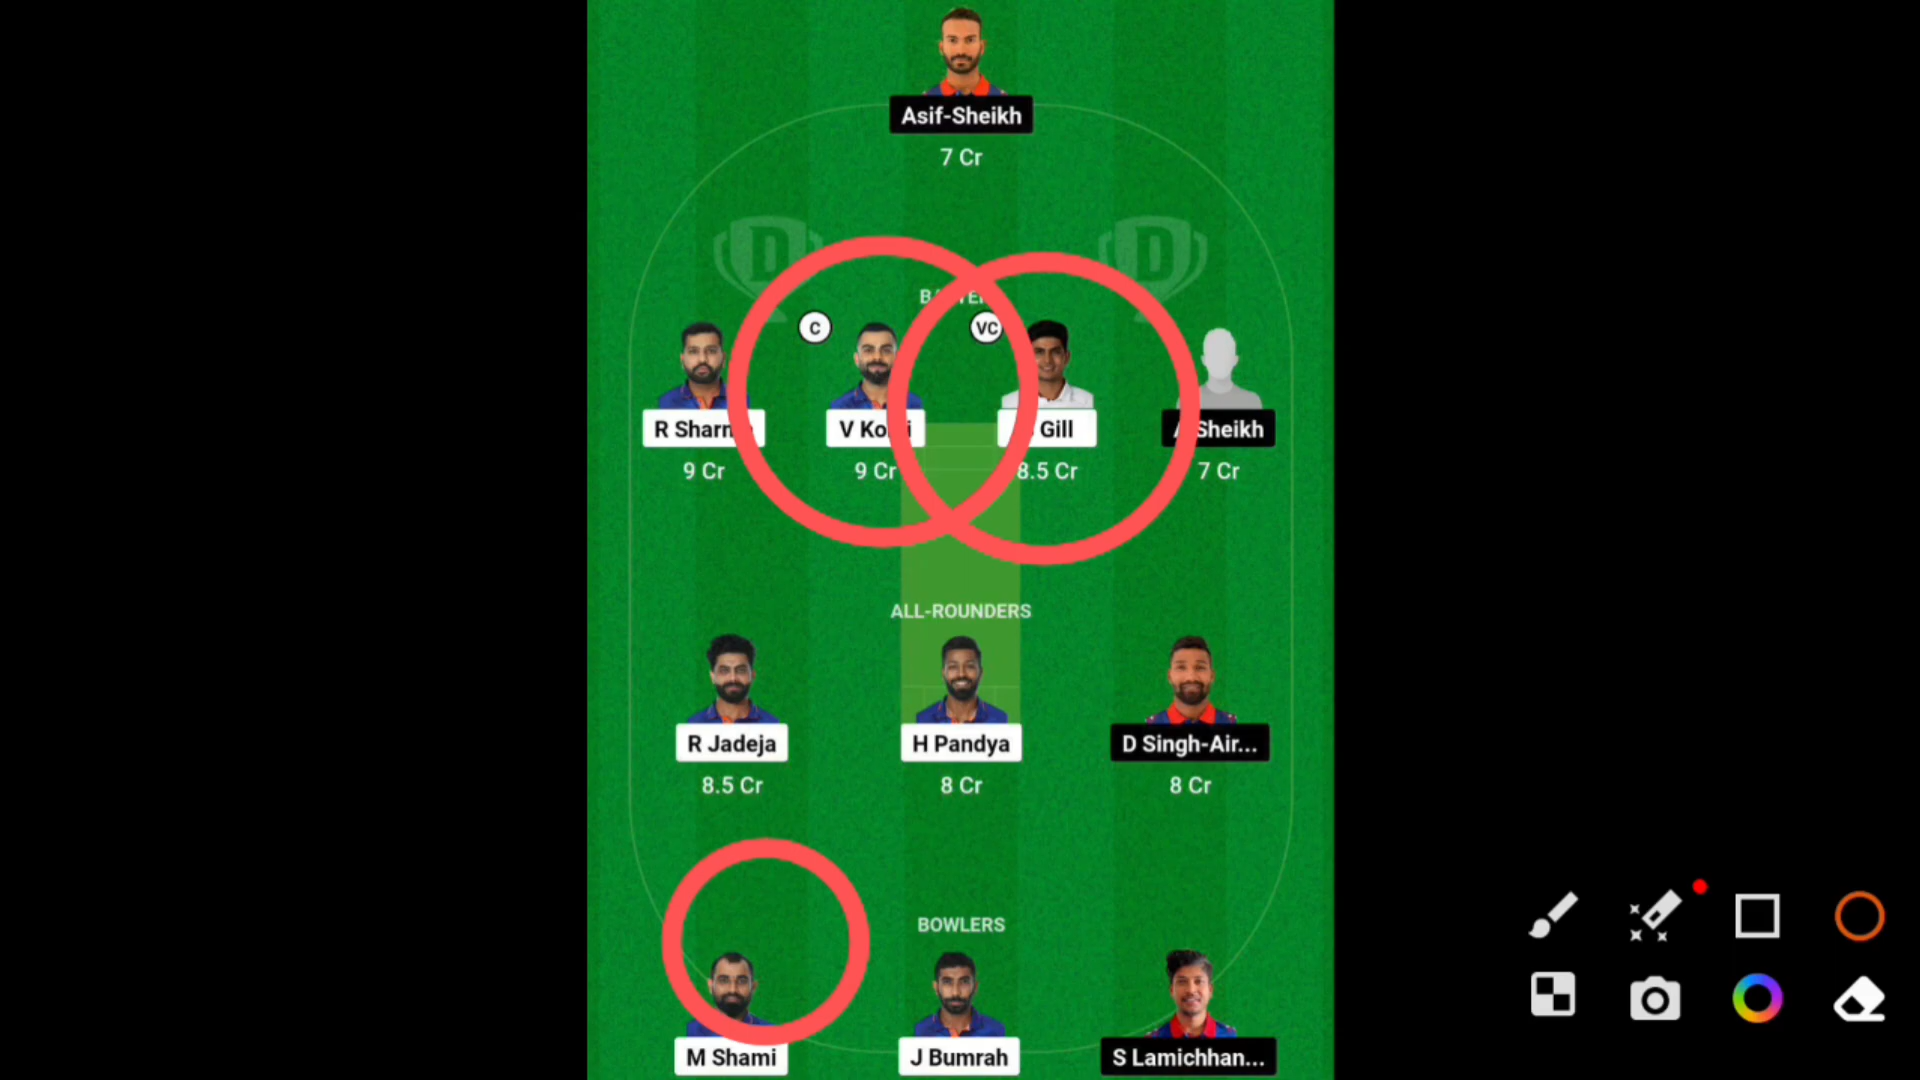 Asif-Sheikh
7 Cr
D D
C VC
R Sharm V Ko i Gill A Sheikh
9 Cr 9 Cr 8.5 Cr 7 Cr
ALL-ROUNDERS
R Jadeja H Pandya D Singh-Air...
8.5 Cr 8 Cr 8 Cr
BOWLERS
M Shami J Bumrah S Lamichhan...